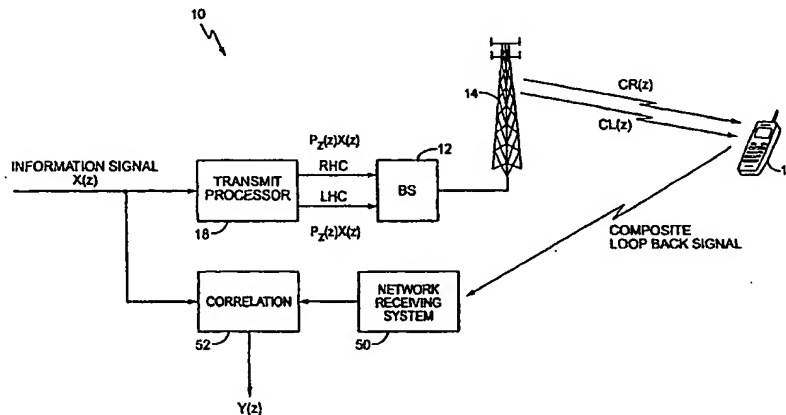 10
14
CR(z)
CL(z)
1
P_Z(z)X(z)
12
INFORMATION SIGNAL
X(z)
TRANSMIT
PROCESSOR
18
RHC
LHC
BS
P_Z(z)X(z)
COMPOSITE
LOOP BACK SIGNAL
CORRELATION
52
NETWORK
RECEIVING
SYSTEM
50
Y(z)